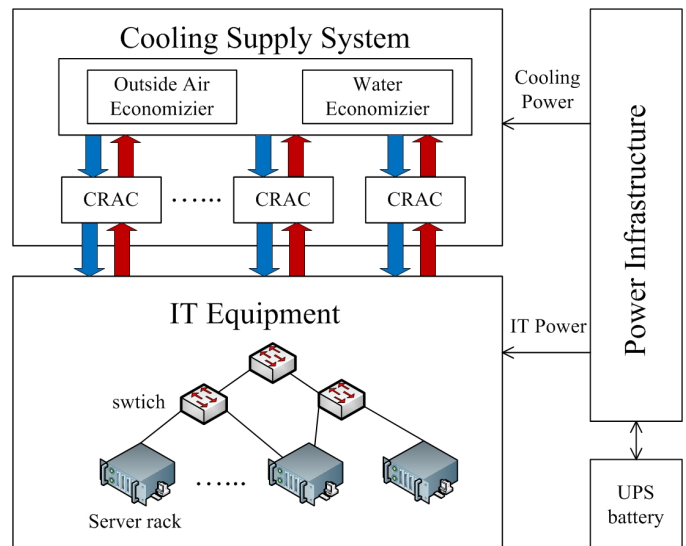 Cooling Supply System
Outside Air
Economizier
Water
Economizier
CRAC
......
CRAC
CRAC
Cooling
Power
Power Infrastructure
IT Equipment
IT Power
swtich
......
Server rack
UPS
battery